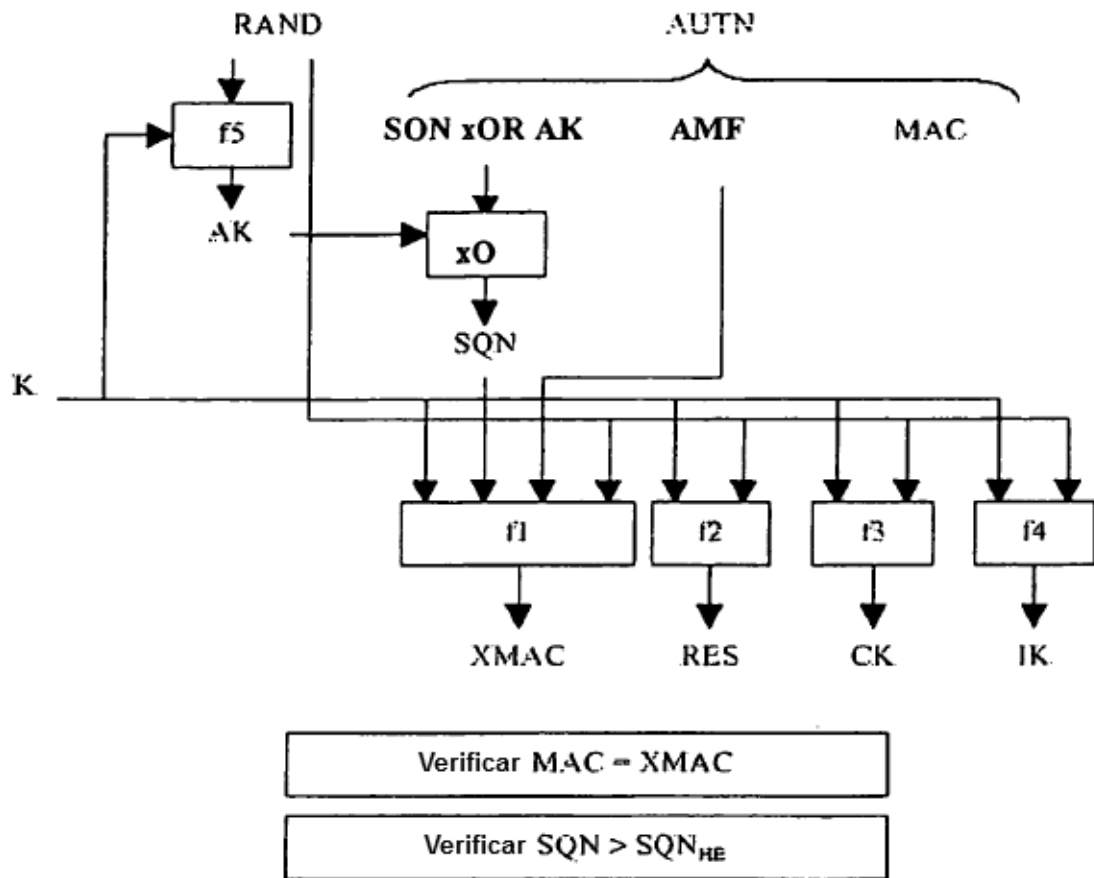 RAND AUTN
f5 SON xOR AK AMF MAC
AK xO
SQN
K
f1 f2 f3 f4
XMAC RES CK IK
Verificar MAC = XMAC
Verificar SQN > SQN_HE